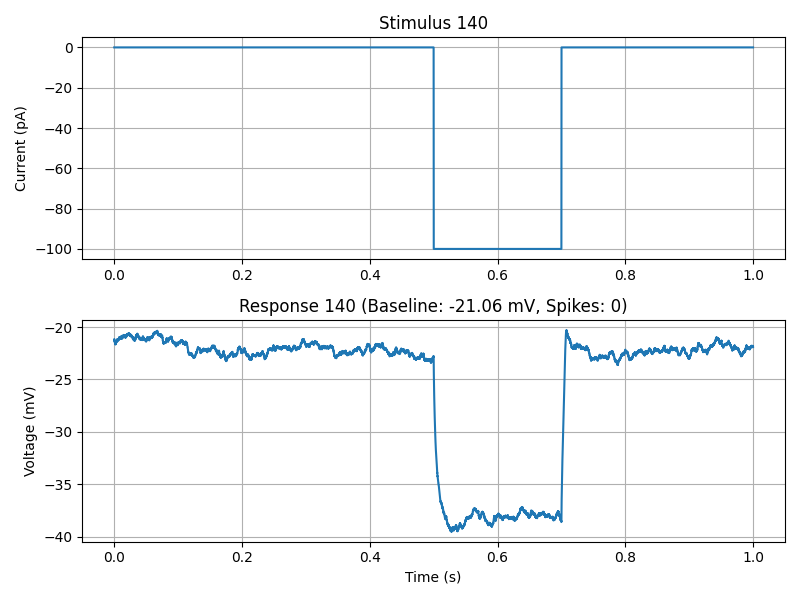 Stimulus 140
Current (pA)
0
−20
−40
−60
−80
−100
0.0 0.2 0.4 0.6 0.8 1.0
Response 140 (Baseline: -21.06 mV, Spikes: 0)
Voltage (mV)
−20
−25
−30
−35
−40
0.0 0.2 0.4 0.6 0.8 1.0
Time (s)